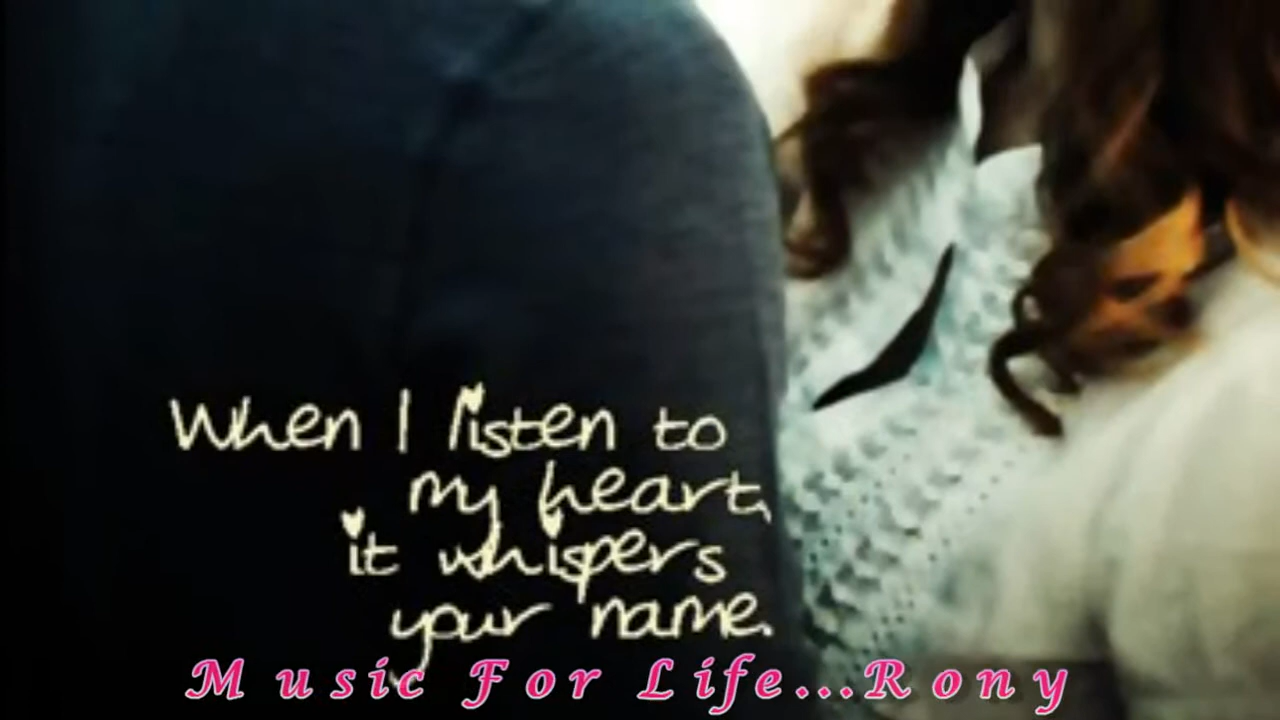 When I listen to
my heart,
it whispers
your name.
Music For Life...Rony